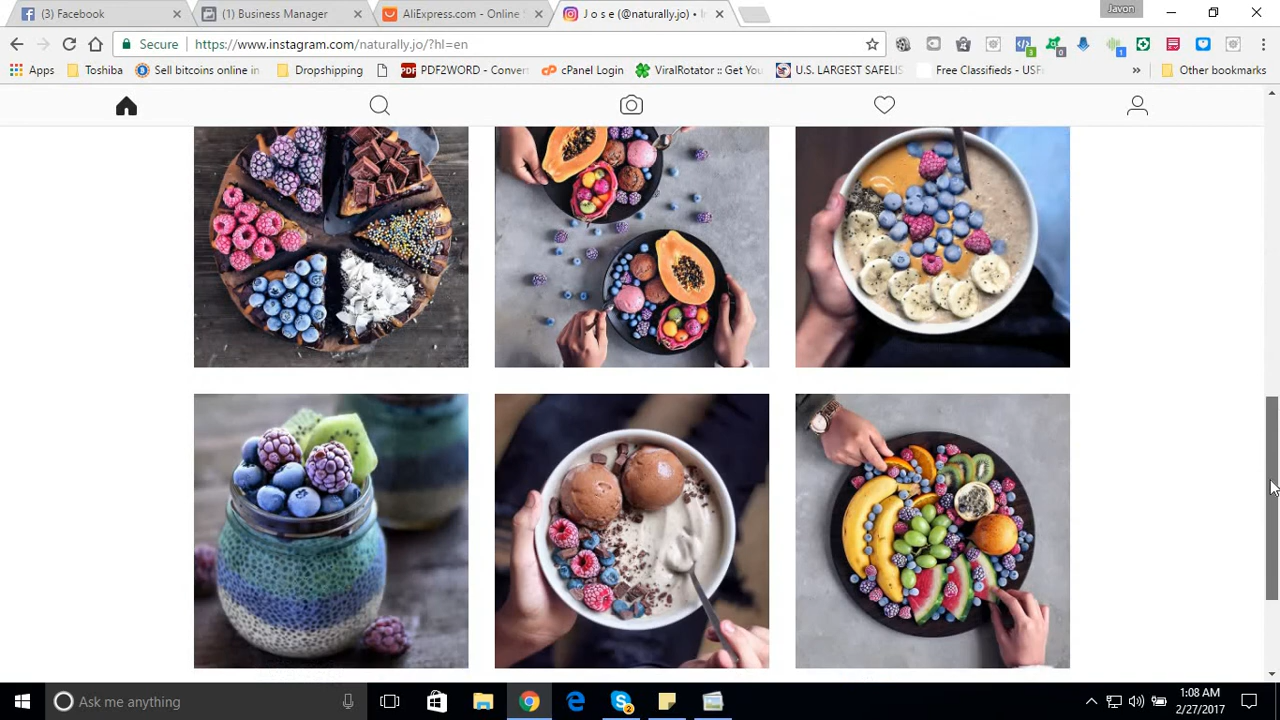 (3) Facebook
(1) Business Manager
AliExpress.com - Online
J o s e (@naturally.jo) • I
Javon
Secure
https://www.instagram.com/naturally.jo/?hl=en
Apps
Toshiba
Sell bitcoins online in
Dropshipping
PDF2WORD - Conver
cPanel Login
ViralRotator :: Get You
U.S. LARGEST SAFELIS
Free Classifieds - USF
»
Other bookmarks
Ask me anything
1:08 AM
2/27/2017